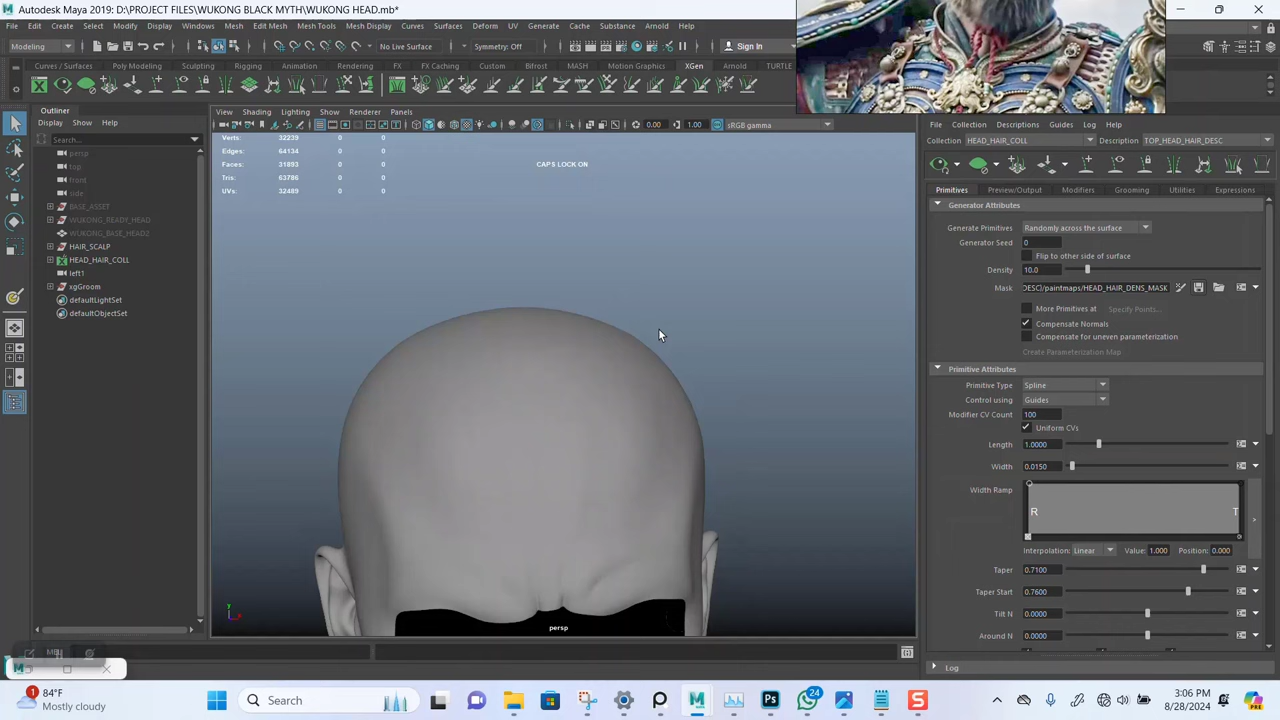 Autodesk Maya 2019: D:\PROJECT FILES\WUKONG BLACK MYTH\WUKONG HEAD.mb*
File Edit Create Select Modify Display Windows Mesh Edit Mesh Mesh Tools Mesh Display Curves Surfaces Deform UV Generate Cache Substance Arnold Help
Modeling No Live Surface Symmetry: Off Sign In
Curves / Surfaces Poly Modeling Sculpting Rigging Animation Rendering FX FX Caching Custom Bifrost MASH Motion Graphics XGen Arnold TURTLE
Outliner
Display Show Help
Search...
persp
top
front
side
BASE_ASSET
WUKONG_READY_HEAD
WUKONG_BASE_HEAD2
HAIR_SCALP
HEAD_HAIR_COLL
left1
xgGroom
defaultLightSet
defaultObjectSet
View Shading Lighting Show Renderer Panels
0.00 1.00 sRGB gamma
Verts: 32239 0 0
Edges: 64134 0 0
Faces: 31893 0 0
Tris: 63786 0 0
UVs: 32489 0 0
CAPS LOCK ON
persp
File Collection Descriptions Guides Log Help
Collection HEAD_HAIR_COLL Description TOP_HEAD_HAIR_DESC
Primitives Preview/Output Modifiers Grooming Utilities Expressions
Generator Attributes
Generate Primitives Randomly across the surface
Generator Seed 0
Flip to other side of surface
Density 10.0
Mask DESC)/paintmaps/HEAD_HAIR_DENS_MASK
More Primitives at Specify Points...
Compensate Normals
Compensate for uneven parameterization
Create Parameterization Map
Primitive Attributes
Primitive Type Spline
Control using Guides
Modifier CV Count 100
Uniform CVs
Length 1.0000
Width 0.0150
Width Ramp
R T
Interpolation: Linear Value: 1.000 Position: 0.000
Taper 0.7100
Taper Start 0.7600
Tilt N 0.0000
Around N 0.0000
Log
84°F
Mostly cloudy
Search
24
3:06 PM
8/28/2024